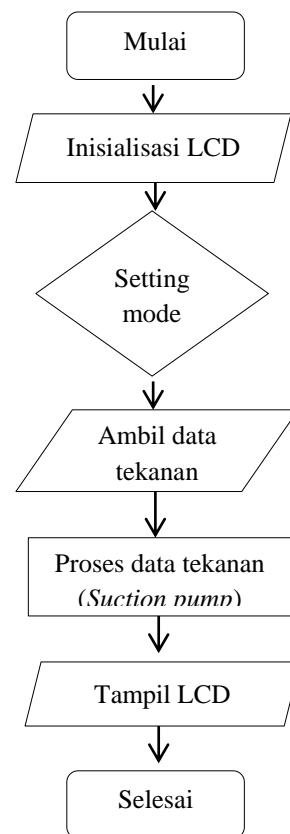 Mulai
Inisialisasi LCD
Setting
mode
Ambil data
tekanan
Proses data tekanan
(Suction pump)
Tampil LCD
Selesai